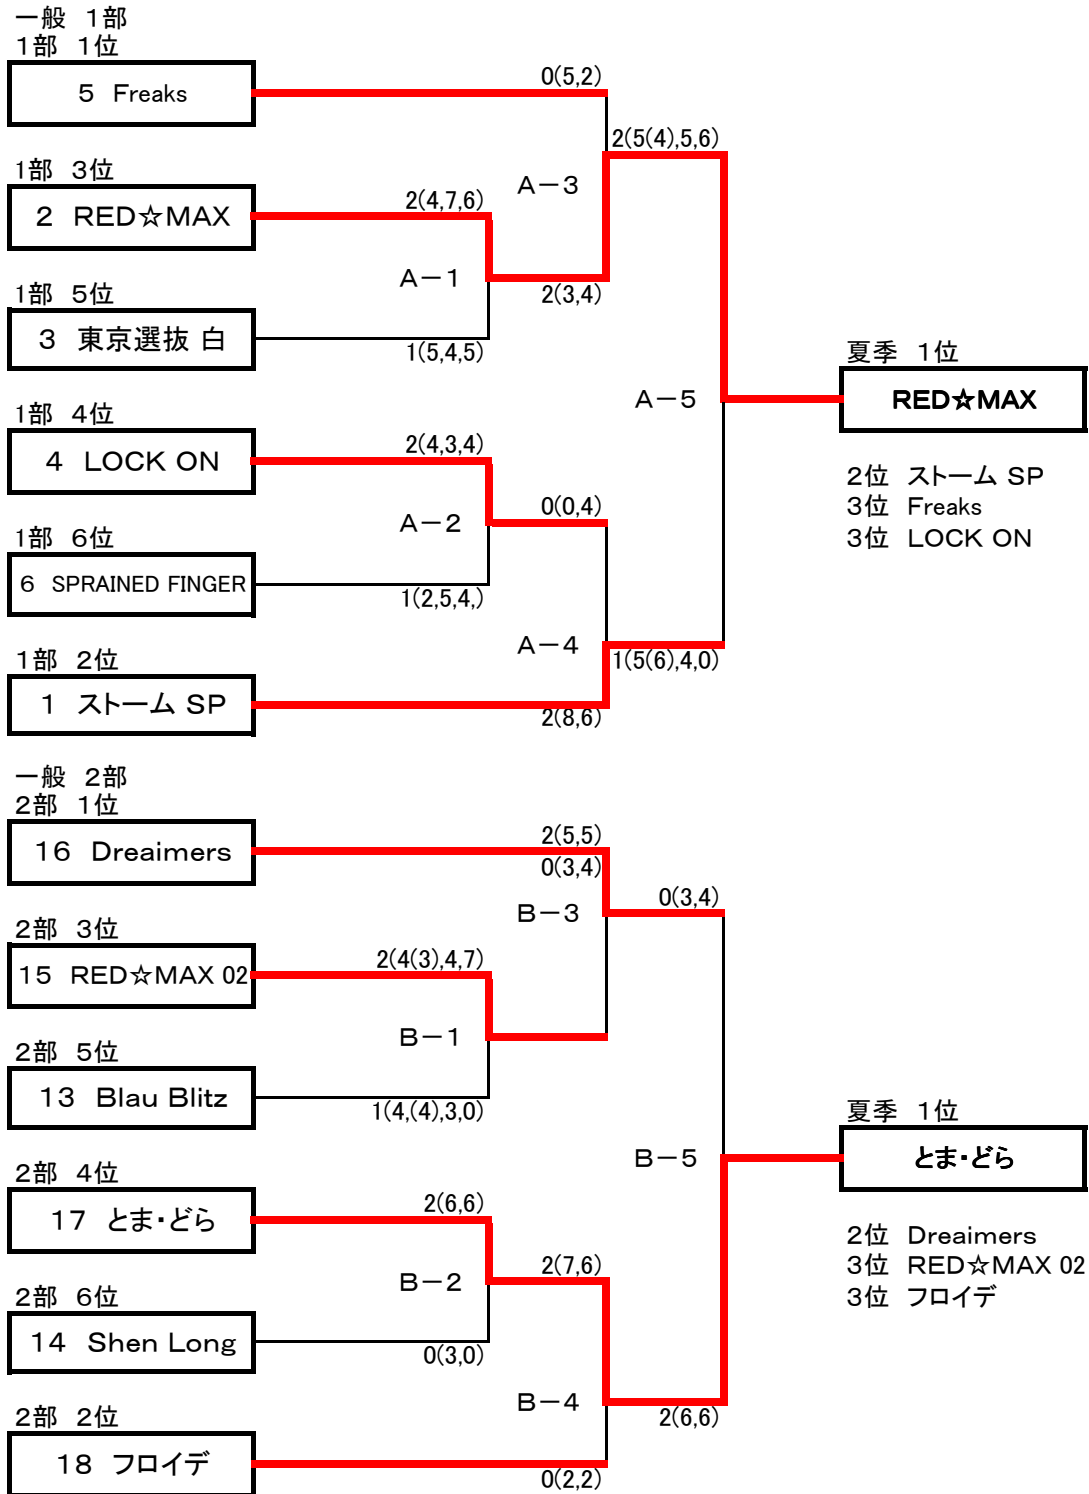 一般 1部
1部 1位
0(5,2)
5 Freaks
2(5(4),5,6)
1部 3位
A-3
2(4,7,6)
2 RED☆MAX
A-1
1部 5位
2(3,4)
3 東京選抜 白
1(5,4,5)
夏季 1位
A-5
RED☆MAX
1部 4位
2(4,3,4)
4 LOCK ON
2位 ストーム SP
0(0,4)
3位 Freaks
A-2
1部 6位
3位 LOCK ON
6 SPRAINED FINGER
1(2,5,4,)
A-4
1部 2位
1(5(6),4,0)
1 ストーム SP
2(8,6)
一般 2部
2部 1位
2(5,5)
16 Dreaimers
0(3,4)
0(3,4)
B-3
2部 3位
2(4(3),4,7)
15 RED☆MAX 02
B-1
2部 5位
13 Blau Blitz
1(4,(4),3,0)
夏季 1位
B-5
とま・どら
2部 4位
2(6,6)
17 とま・どら
2位 Dreaimers
2(7,6)
3位 RED☆MAX 02
B-2
2部 6位
3位 フロイデ
14 Shen Long
0(3,0)
B-4
2部 2位
2(6,6)
18 フロイデ
0(2,2)